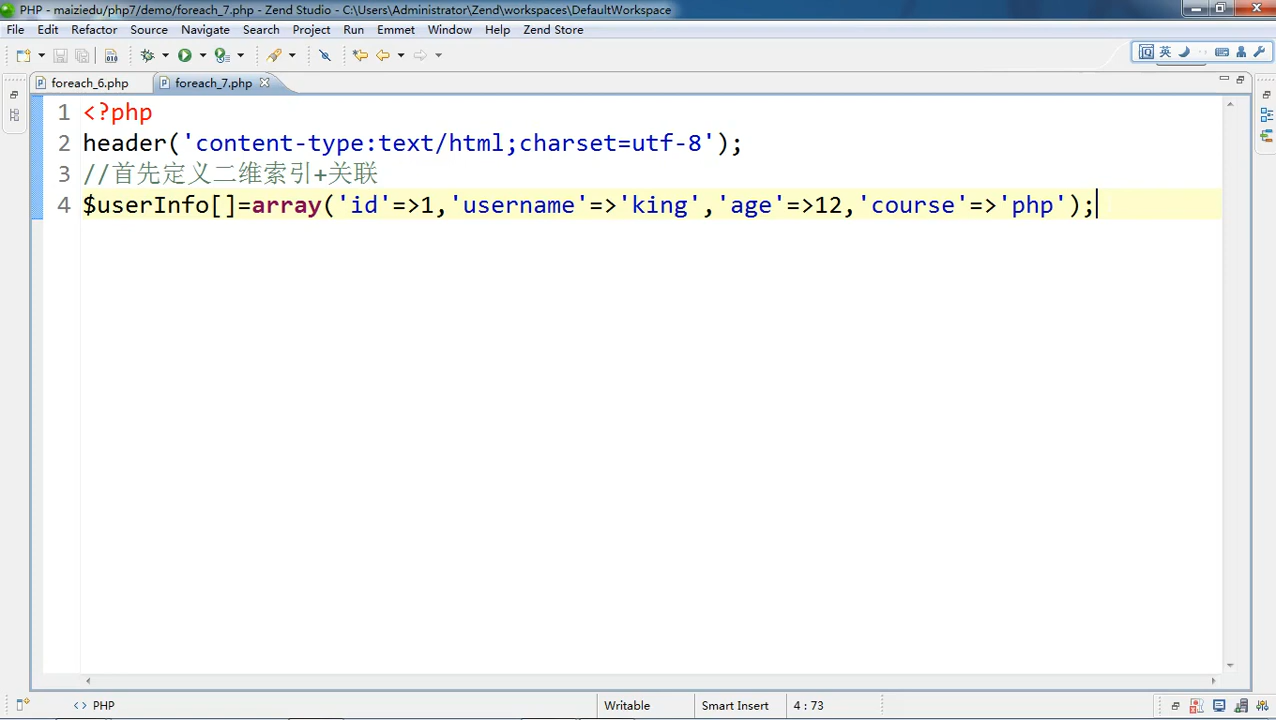 PHP - maiziedu/php7/demo/foreach_7.php - Zend Studio - C:\Users\Administrator\Zend\workspaces\DefaultWorkspace
File Edit Refactor Source Navigate Search Project Run Emmet Window Help Zend Store
英
foreach_6.php foreach_7.php
1 <?php
2 header('content-type:text/html;charset=utf-8');
3 //首先定义二维索引+关联
4 $userInfo[]=array('id'=>1,'username'=>'king','age'=>12,'course'=>'php');
<> PHP Writable Smart Insert 4 : 73